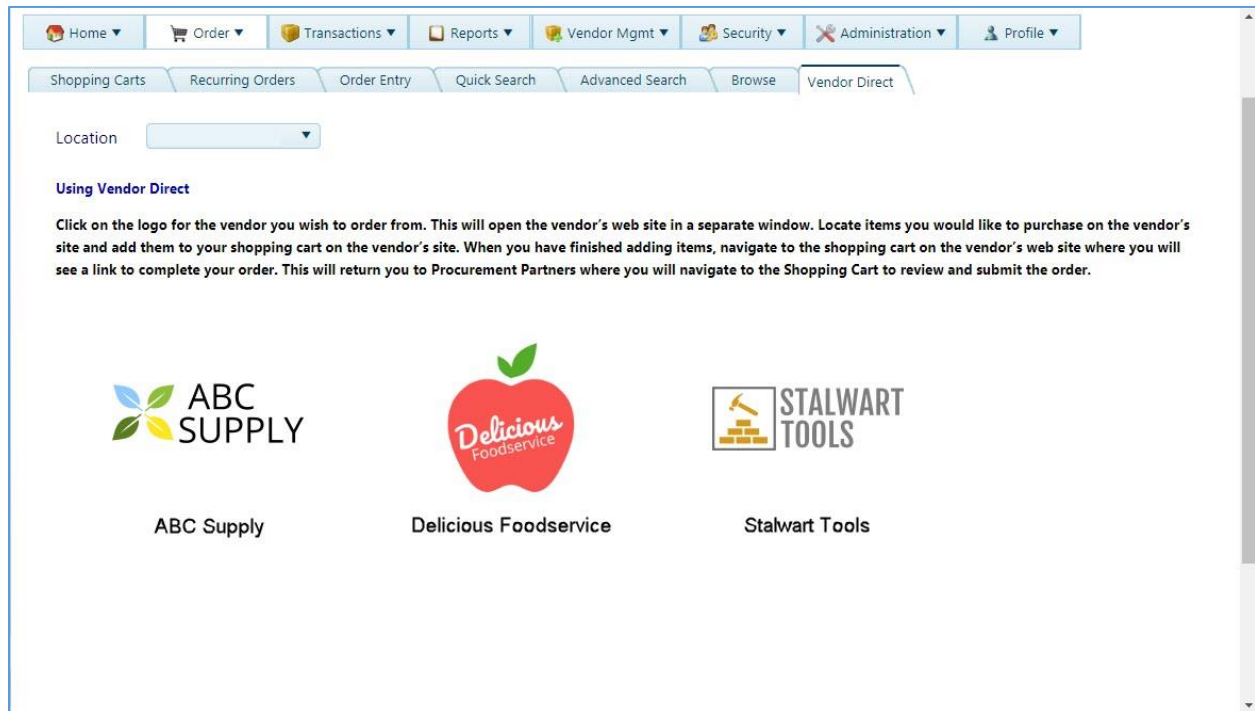 Home Order Transactions Reports Vendor Mgmt Security Administration Profile
Shopping Carts Recurring Orders Order Entry Quick Search Advanced Search Browse Vendor Direct
Location
Using Vendor Direct
Click on the logo for the vendor you wish to order from. This will open the vendor's web site in a separate window. Locate items you would like to purchase on the vendor's
site and add them to your shopping cart on the vendor's site. When you have finished adding items, navigate to the shopping cart on the vendor's web site where you will
see a link to complete your order. This will return you to Procurement Partners where you will navigate to the Shopping Cart to review and submit the order.
ABC
SUPPLY
Delicious
Foodservice
STALWART
TOOLS
ABC Supply Delicious Foodservice Stalwart Tools